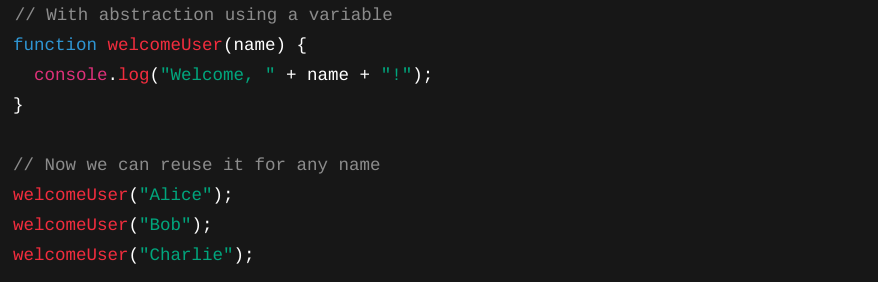 // With abstraction using a variable
function welcomeUser(name) {
  console.log("Welcome, " + name + "!");
}

// Now we can reuse it for any name
welcomeUser("Alice");
welcomeUser("Bob");
welcomeUser("Charlie");